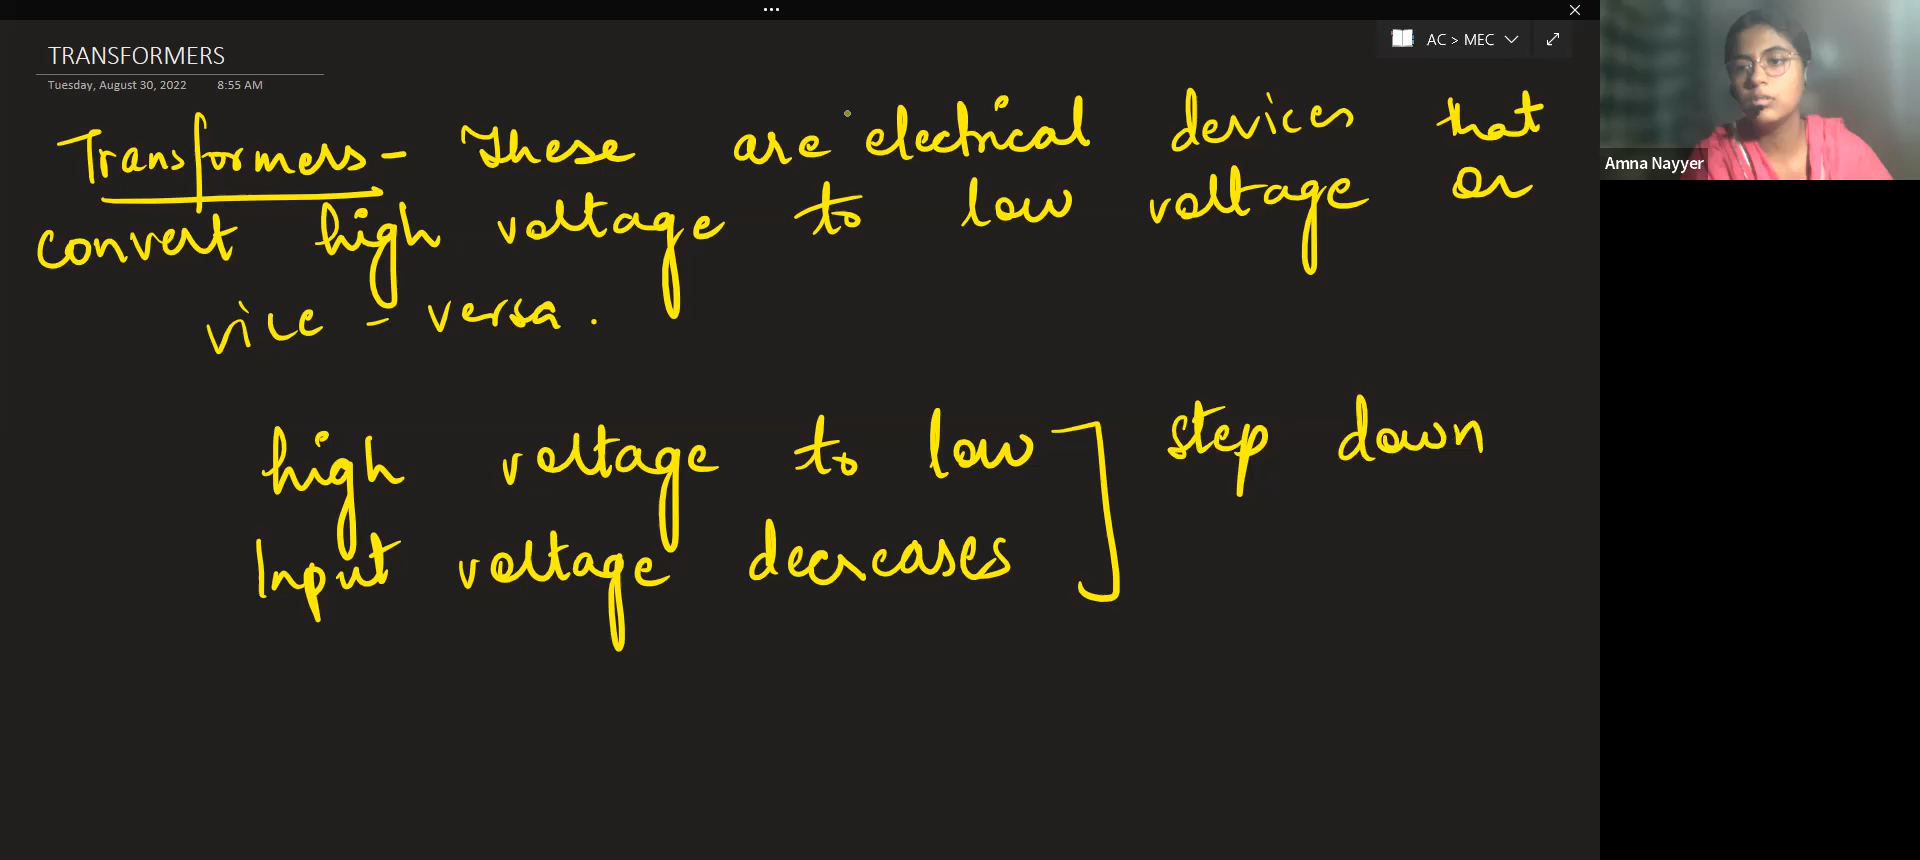 TRANSFORMERS
Tuesday, August 30, 2022 8:55 AM
AC > MEC
Amna Nayyer
Transformers - These are electrical devices that
convert high voltage to low voltage or
vice - versa.
high voltage to low step down
Input voltage decreases